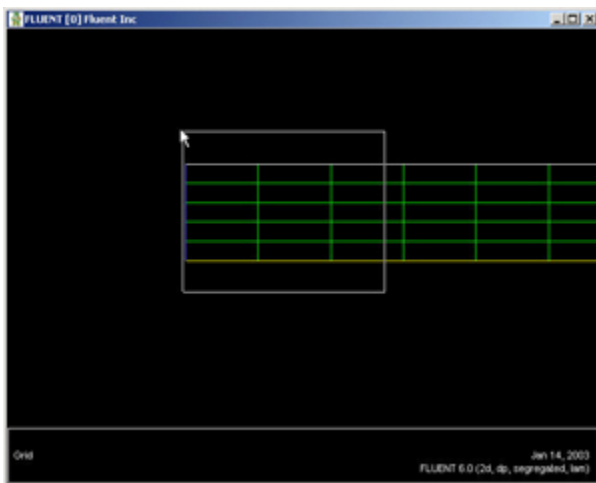 FLUENT [0] Fluent Inc
Grid
Jan 14, 2003
FLUENT 6.0 (2d, dp, segregated, lam)